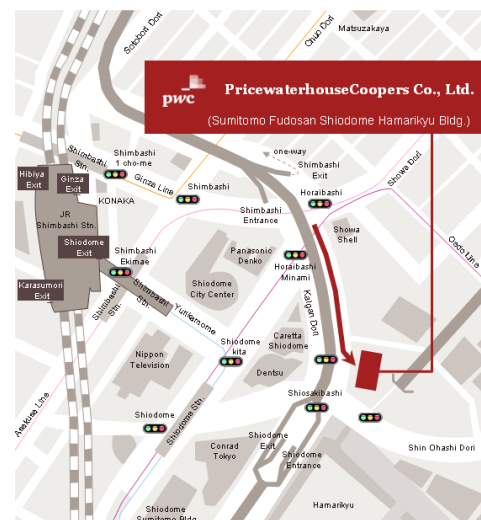 Sotobori Dori
Chuo Dori
Matsuzakaya
pwc
PricewaterhouseCoopers Co., Ltd.
(Sumitomo Fudosan Shiodome Hamarikyu Bldg.)
Shimbashi
Stn.
Shimbashi
1 cho-me
Ginza Line
Shimbashi
one-way
Shimbashi
Exit
Horaibashi
Showa Dori
Hibiya
Exit
Ginza
Exit
KONAKA
JR
Shimbashi Stn.
Shimbashi
Entrance
Showa
Shell
Oedo Line
Shiodome
Exit
Shimbashi
Ekimae
Panasonic
Denko
Horaibashi
Minami
Karasumori
Exit
Shimbashi
Stn.
Shimbashi
Stn.
Yurikamome
Shiodome
City Center
Kaigan Dori
Nippon
Television
Shiodome
kita
Caretta
Shiodome
Dentsu
Asakusa Line
Shiodome
Shiodome Stn.
Shiosakibashi
Conrad
Tokyo
Shiodome
Exit
Shiodome
Entrance
Shin Ohashi Dori
Shiodome
Sumitomo Bldg.
Hamarikyu